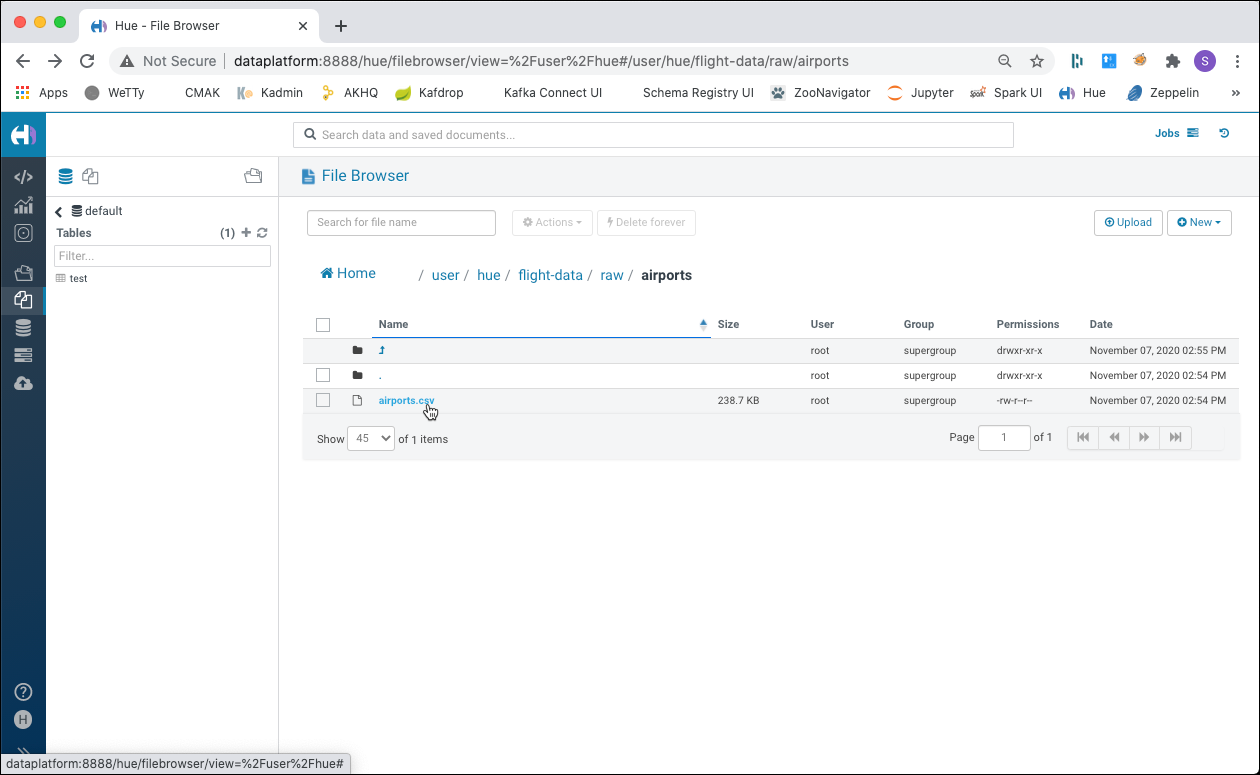 Hue - File Browser
Not Secure
dataplatform:8888/hue/filebrowser/view=%2Fuser%2Fhue#/user/hue/flight-data/raw/airports
S
Apps WeTTy CMAK Kadmin AKHQ Kafdrop Kafka Connect UI Schema Registry UI ZooNavigator Jupyter Spark UI Hue Zeppelin »
Search data and saved documents...
Jobs
File Browser
default
Tables (1)
Filter...
test
Search for file name
Actions
Delete forever
Upload
New
Home / user / hue / flight-data / raw / airports
Name Size User Group Permissions Date
root supergroup drwxr-xr-x November 07, 2020 02:55 PM
. root supergroup drwxr-xr-x November 07, 2020 02:54 PM
airports.csv 238.7 KB root supergroup -rw-r--r-- November 07, 2020 02:54 PM
Show 45 of 1 items
Page 1 of 1
H
dataplatform:8888/hue/filebrowser/view=%2Fuser%2Fhue#